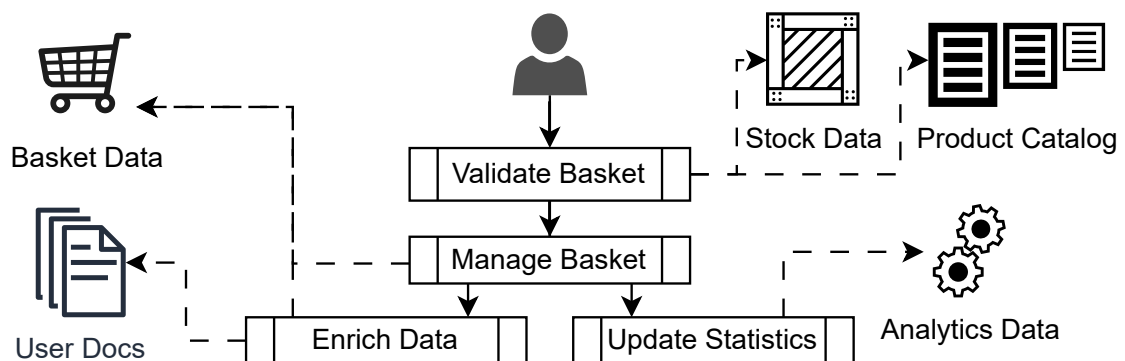 Stock Data
Product Catalog
Basket Data
Validate Basket
Manage Basket
Enrich Data
Update Statistics
Analytics Data
User Docs